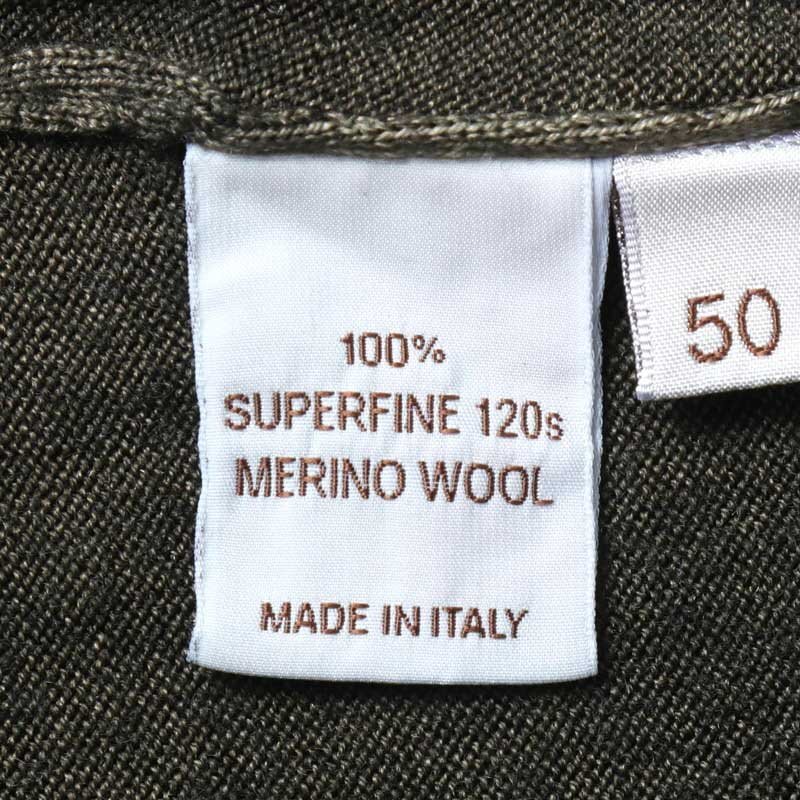 100%
SUPERFINE 120s
MERINO WOOL
MADE IN ITALY
50